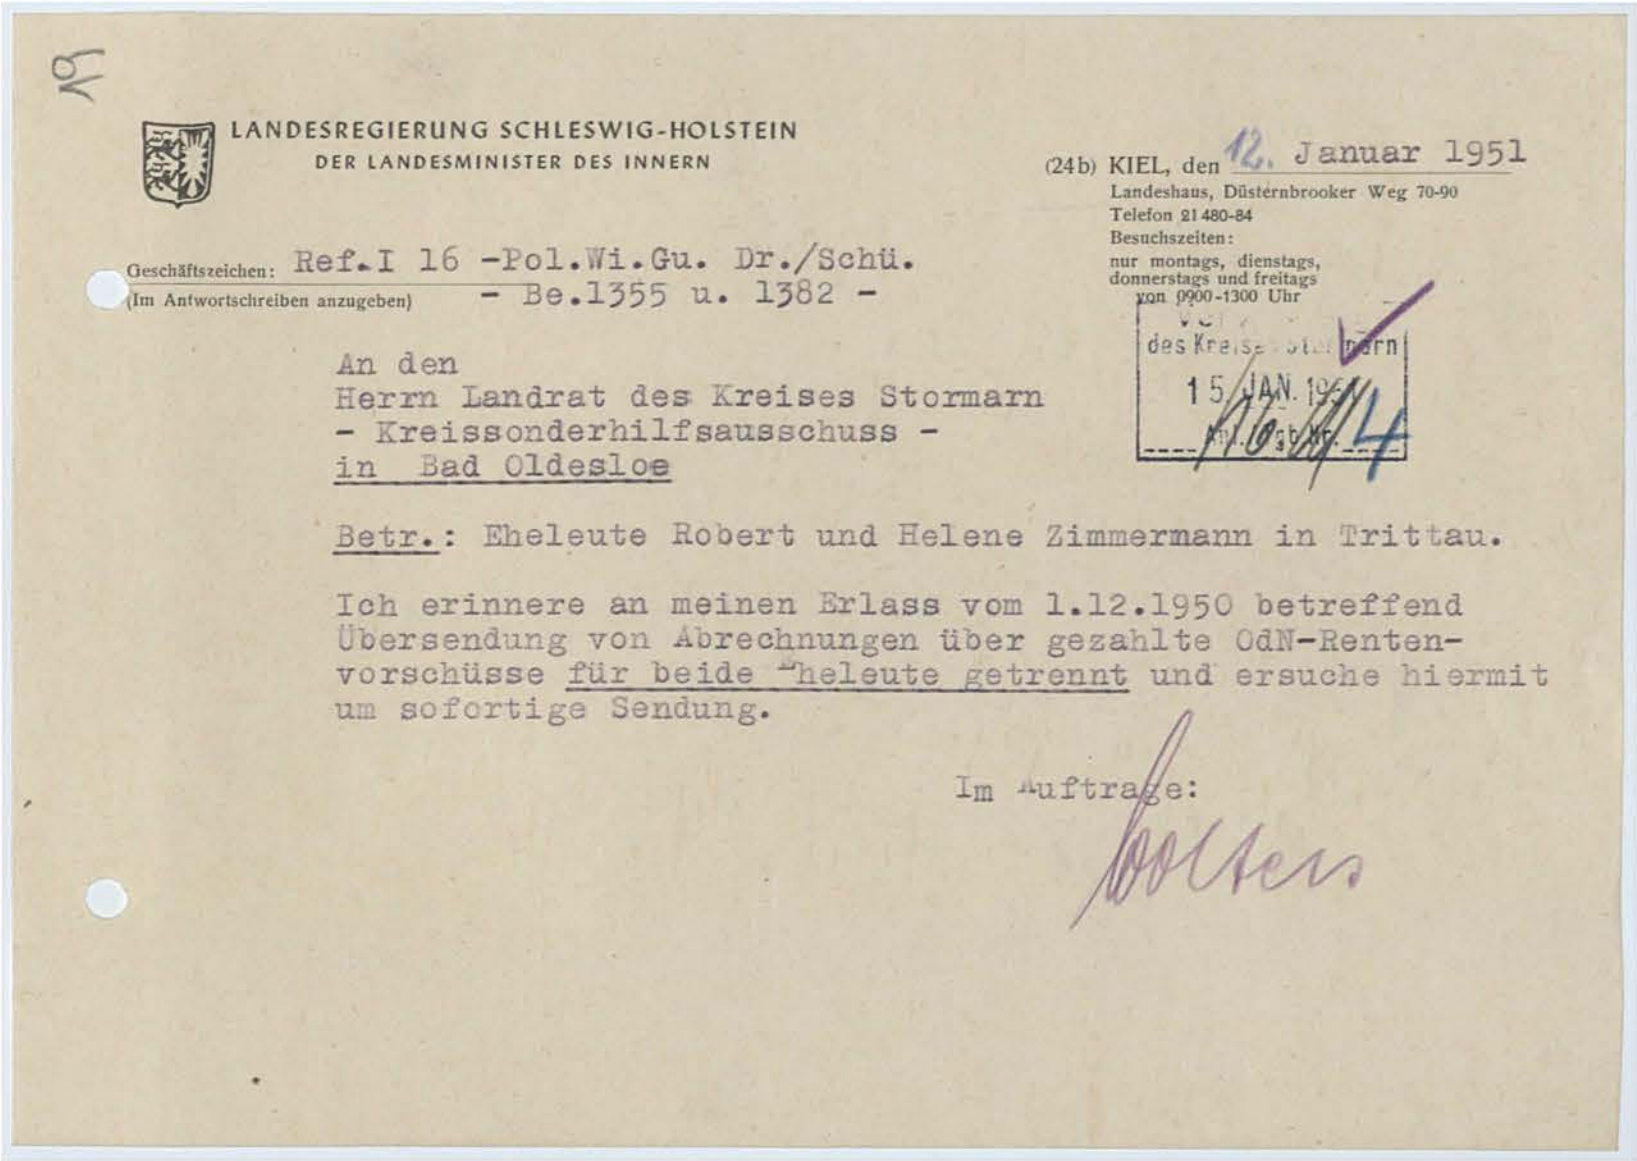 19
LANDESREGIERUNG SCHLESWIG-HOLSTEIN
DER LANDESMINISTER DES INNERN
(24b) KIEL, den 12. Januar 1951
Landeshaus, Düsternbrooker Weg 70-90
Telefon 21 480-84
Besuchszeiten:
nur montags, dienstags,
donnerstags und freitags
von 0900-1300 Uhr
Geschäftszeichen: Ref.I 16 -Pol.Wi.Gu. Dr./Schü.
(Im Antwortschreiben anzugeben) - Be.1355 u. 1382 -
des Kreises Stormarn
15. JAN. 1951
4
An den
Herrn Landrat des Kreises Stormarn
- Kreissonderhilfsausschuss -
in Bad Oldesloe
Betr.: Eheleute Robert und Helene Zimmermann in Trittau.
Ich erinnere an meinen Erlass vom 1.12.1950 betreffend
Übersendung von Abrechnungen über gezahlte OdN-Renten-
vorschüsse für beide Eheleute getrennt und ersuche hiermit
um sofortige Sendung.
Im Auftrage:
Wolters